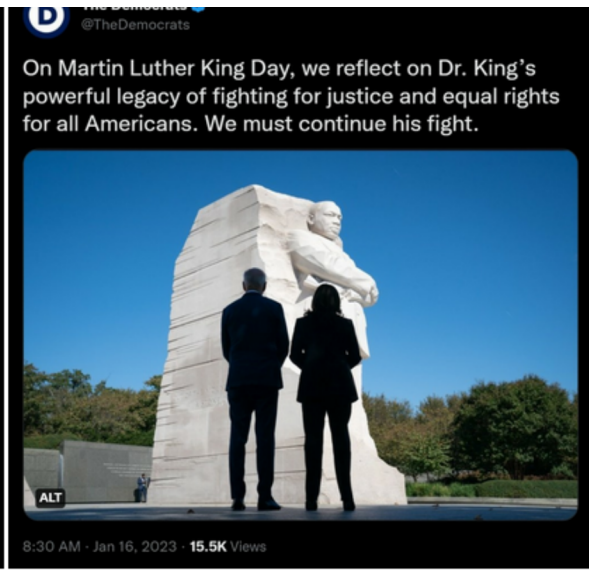 The Democrats
@TheDemocrats
On Martin Luther King Day, we reflect on Dr. King's
powerful legacy of fighting for justice and equal rights
for all Americans. We must continue his fight.
ALT
8:30 AM · Jan 16, 2023 · 15.5K Views